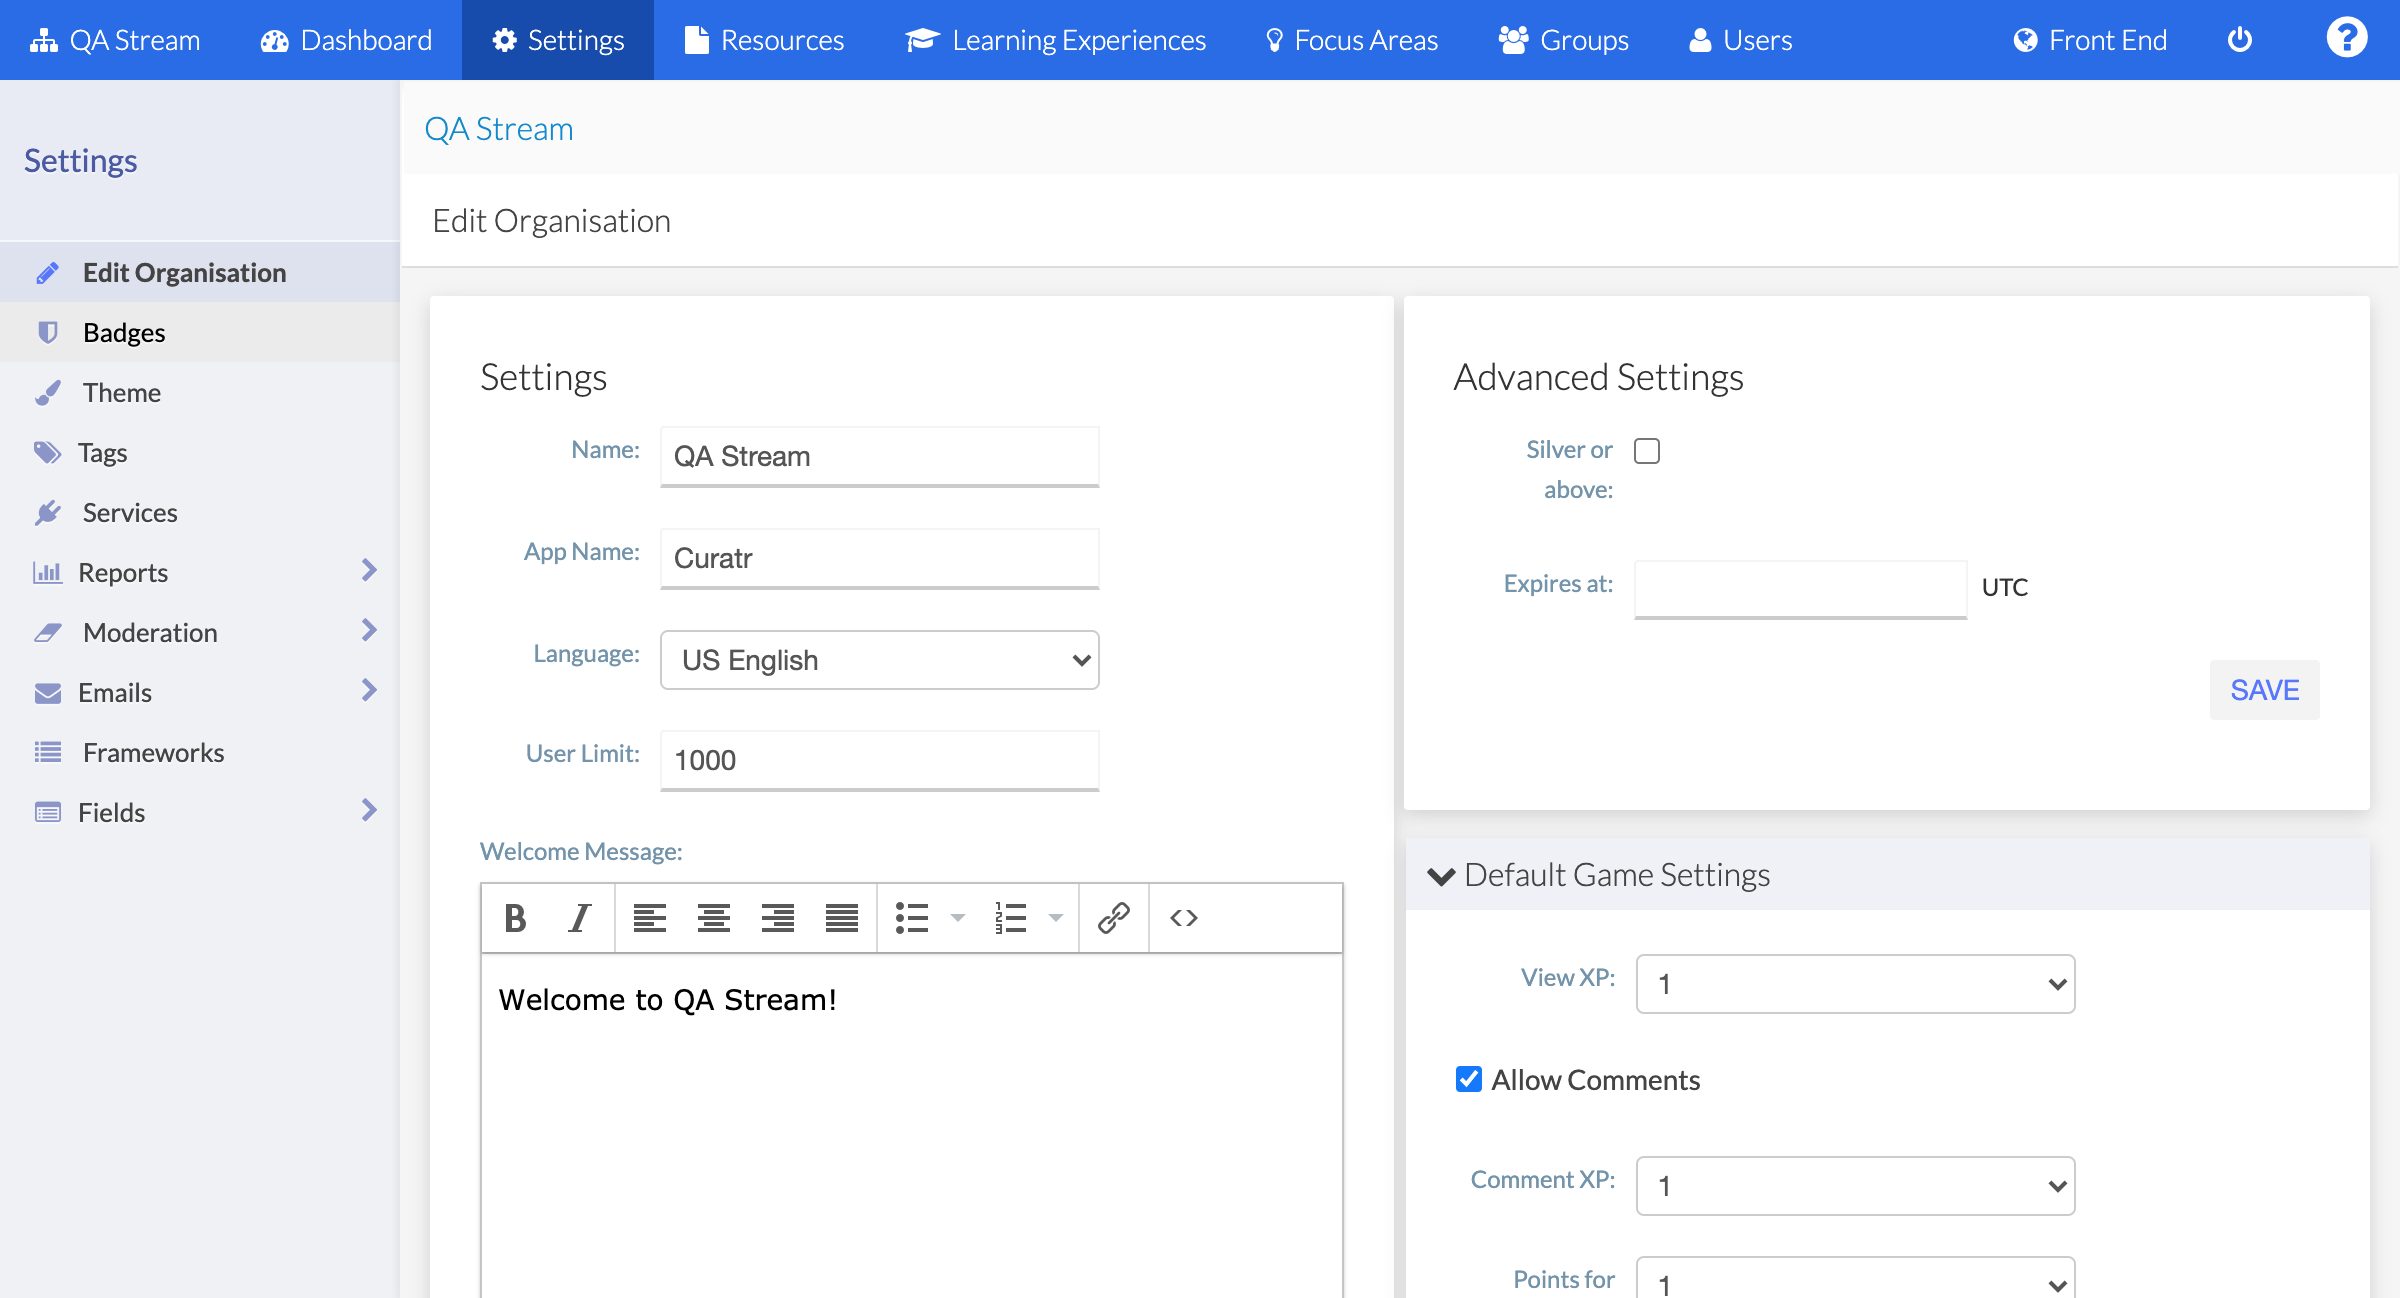 QA Stream Dashboard Settings Resources Learning Experiences Focus Areas Groups Users Front End ?
Settings
Edit Organisation
Badges
Theme
Tags
Services
Reports
Moderation
Emails
Frameworks
Fields
QA Stream
Edit Organisation
Settings
Name: QA Stream
App Name: Curatr
Language: US English
User Limit: 1000
Welcome Message:
B I
Welcome to QA Stream!
Advanced Settings
Silver or
above:
Expires at: UTC
SAVE
Default Game Settings
View XP: 1
Allow Comments
Comment XP: 1
Points for 1